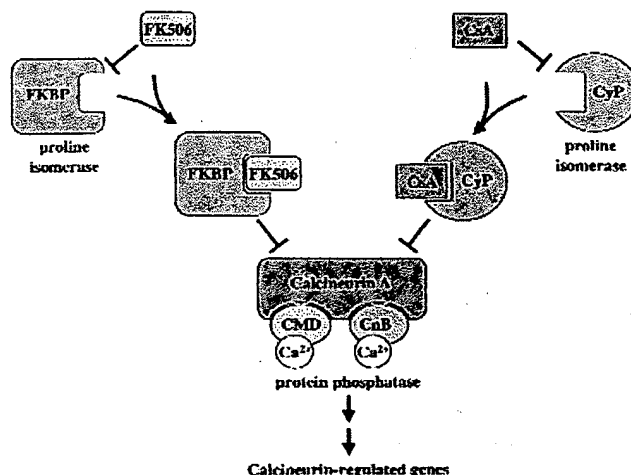 FK506
CsA
FKBP
CyP
proline
isomerase
proline
isomerase
FKBP
FK506
CsA
CyP
Calcineurin A
CMD
CnB
Ca2+
Ca2+
protein phosphatase
Calcineurin-regulated genes